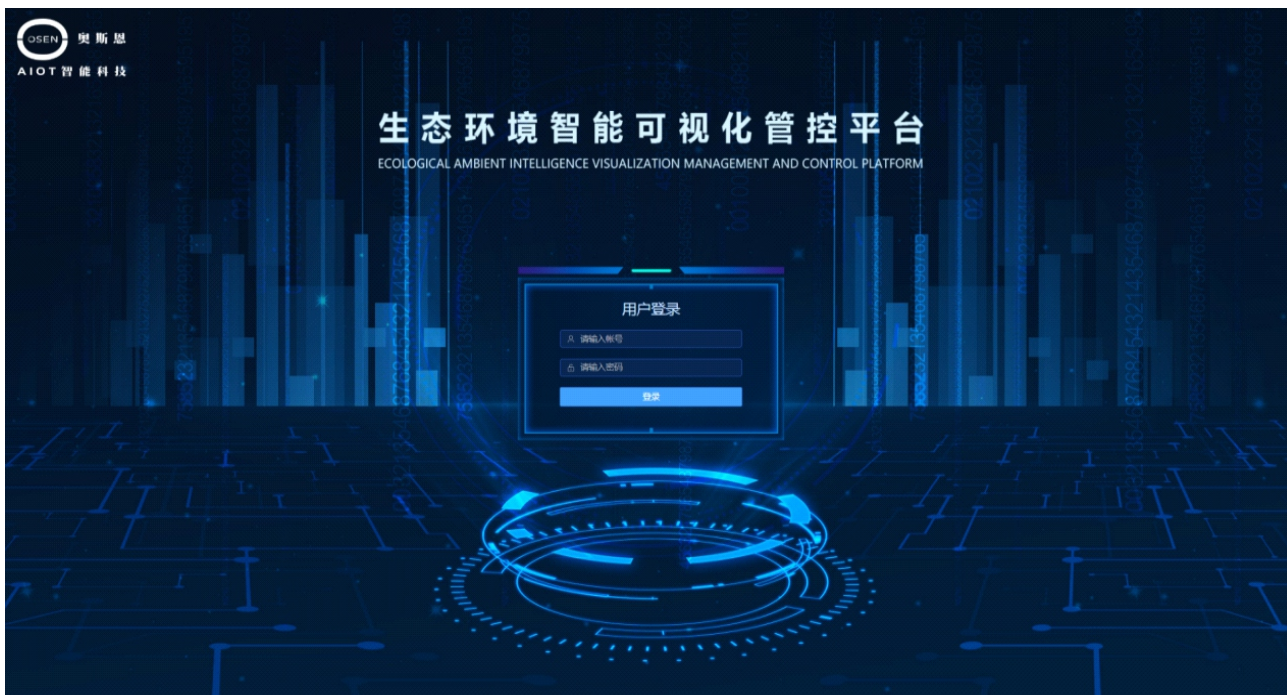 OSEN 奥斯恩
AIOT智能科技
生态环境智能可视化管控平台
ECOLOGICAL AMBIENT INTELLIGENCE VISUALIZATION MANAGEMENT AND CONTROL PLATFORM
用户登录
请输入帐号
请输入密码
登录